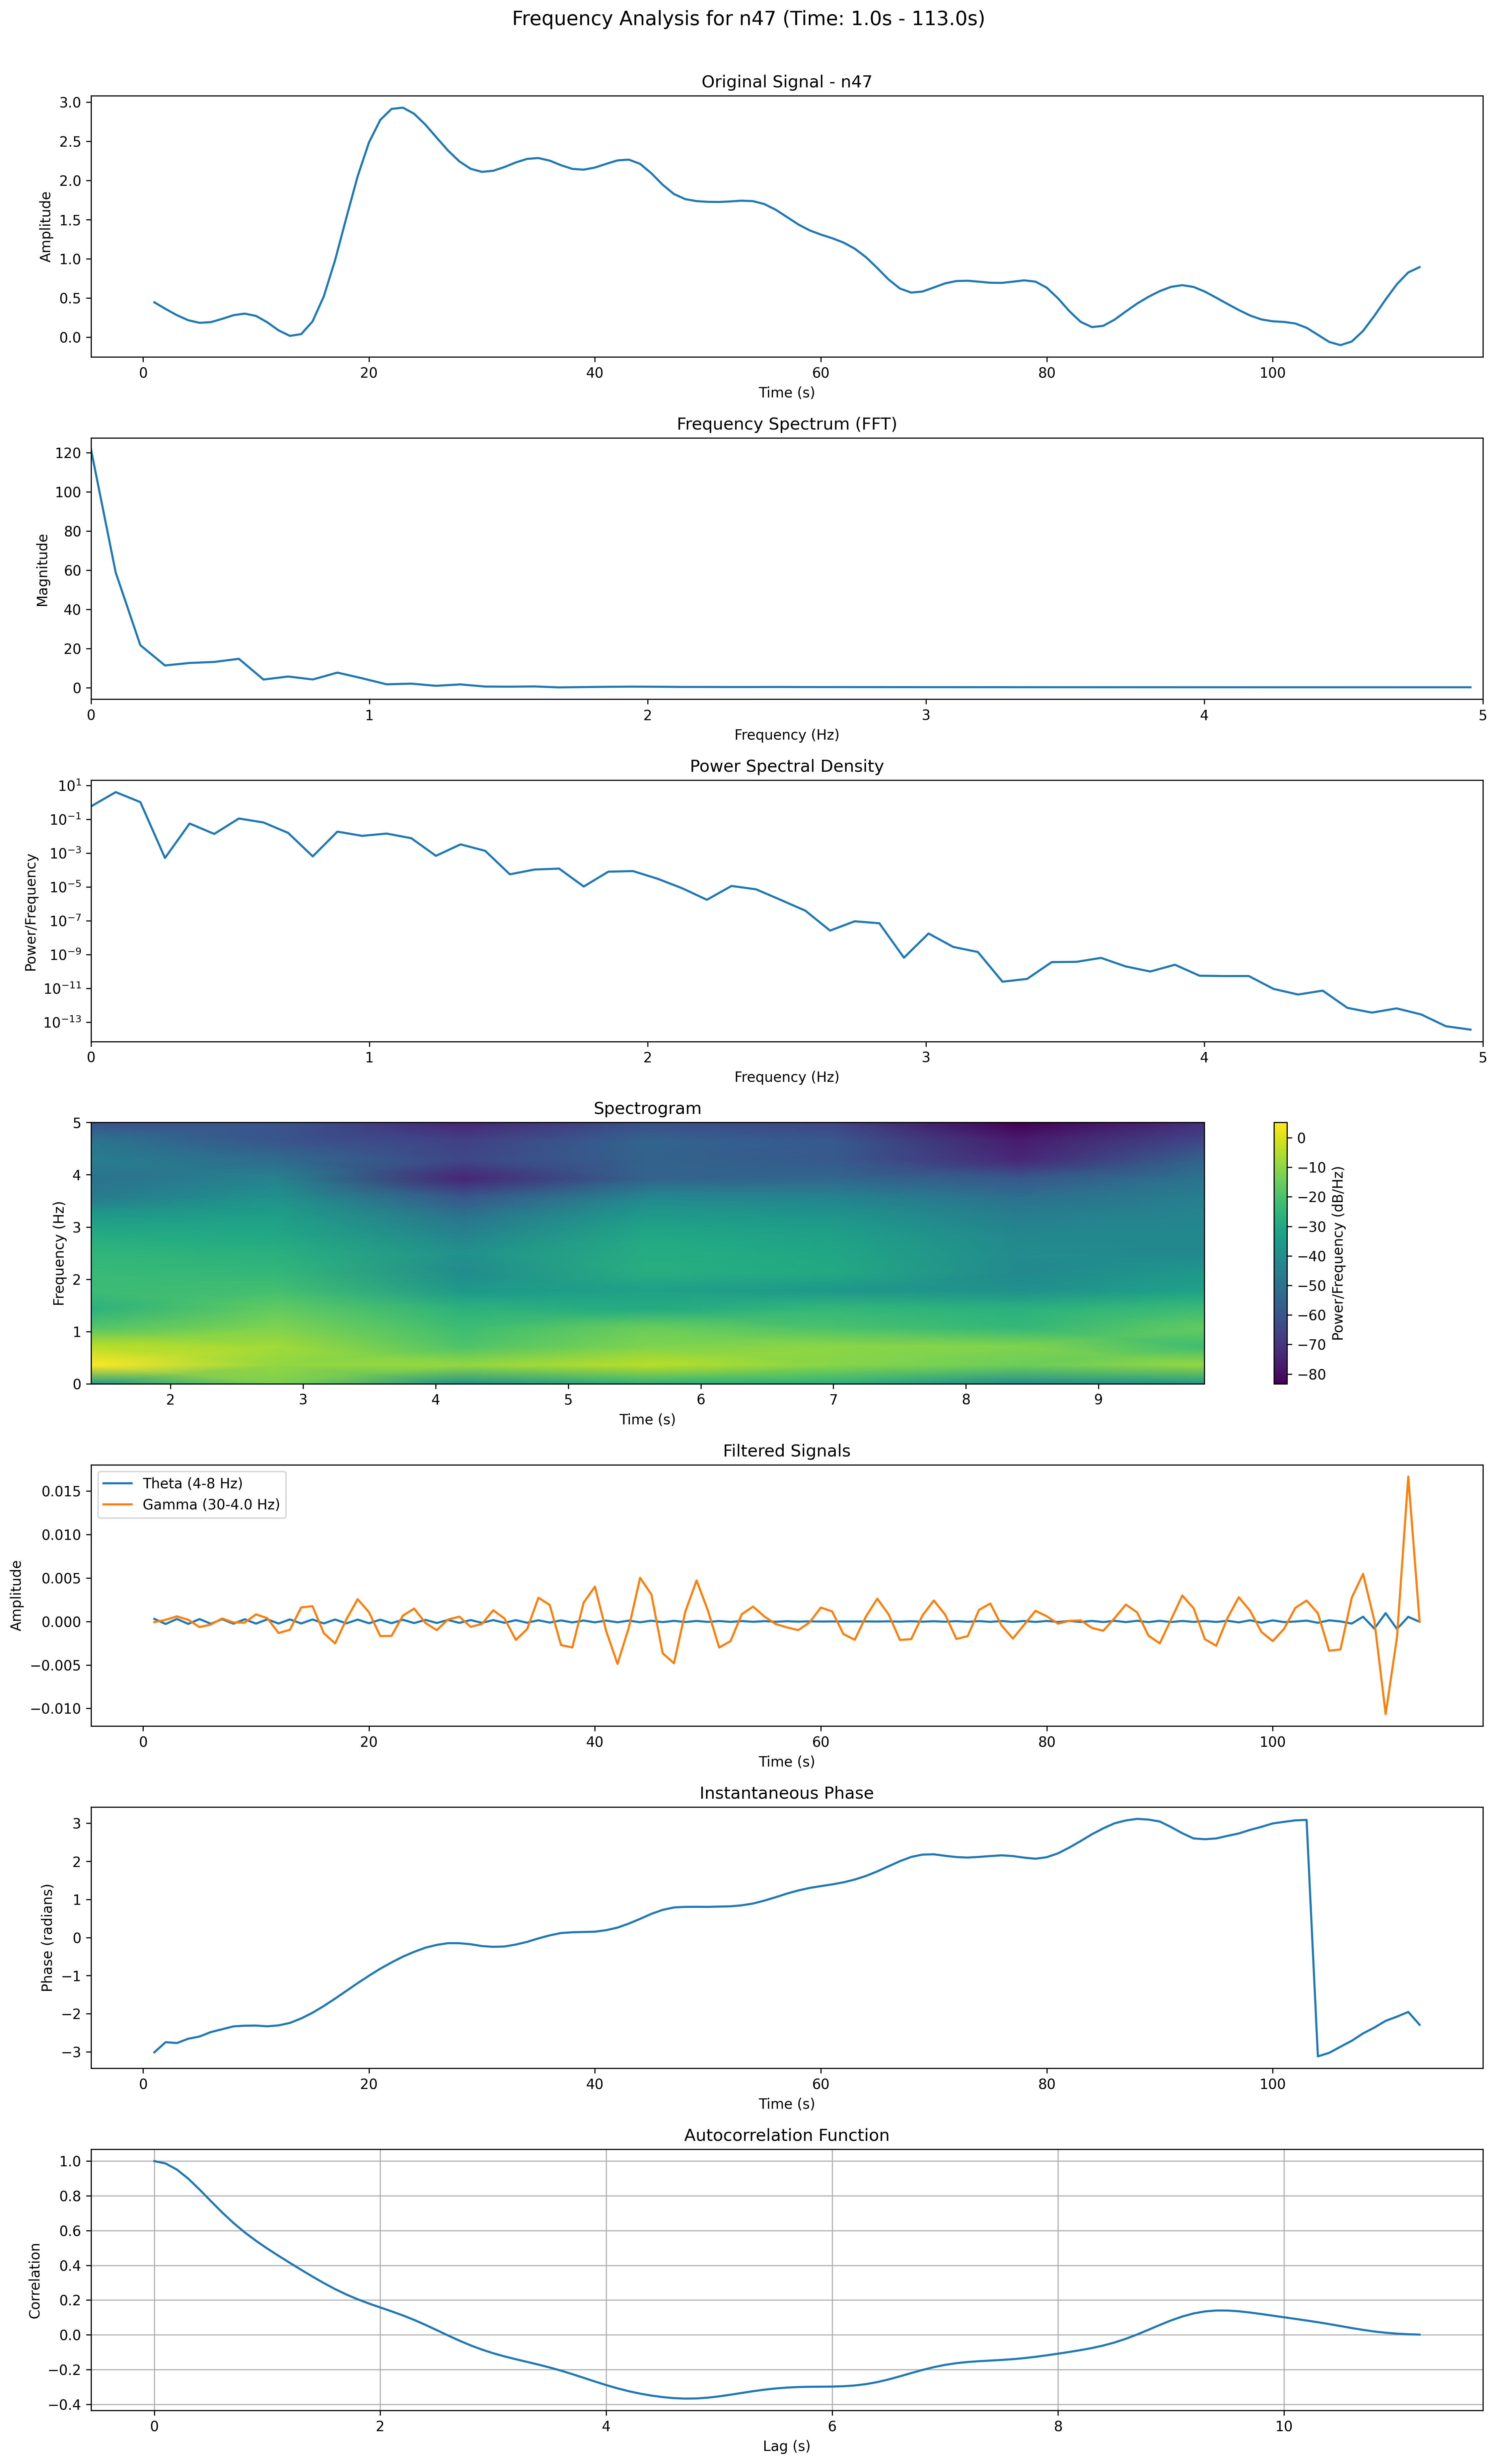 Frequency Analysis for n47 (Time: 1.0s - 113.0s)
Original Signal - n47
3.0
2.5
2.0
1.5
1.0
0.5
0.0
Amplitude
0 20 40 60 80 100
Time (s)
Frequency Spectrum (FFT)
120
100
80
60
40
20
0
Magnitude
0 1 2 3 4 5
Frequency (Hz)
Power Spectral Density
10¹
10⁻¹
10⁻³
10⁻⁵
10⁻⁷
10⁻⁹
10⁻¹¹
10⁻¹³
Power/Frequency
0 1 2 3 4 5
Frequency (Hz)
Spectrogram
5
4
3
2
1
0
Frequency (Hz)
2 3 4 5 6 7 8 9
Time (s)
0
−10
−20
−30
−40
−50
−60
−70
−80
Power/Frequency (dB/Hz)
Filtered Signals
Theta (4-8 Hz)
Gamma (30-4.0 Hz)
0.015
0.010
0.005
0.000
−0.005
−0.010
Amplitude
0 20 40 60 80 100
Time (s)
Instantaneous Phase
3
2
1
0
−1
−2
−3
Phase (radians)
0 20 40 60 80 100
Time (s)
Autocorrelation Function
1.0
0.8
0.6
0.4
0.2
0.0
−0.2
−0.4
Correlation
0 2 4 6 8 10
Lag (s)